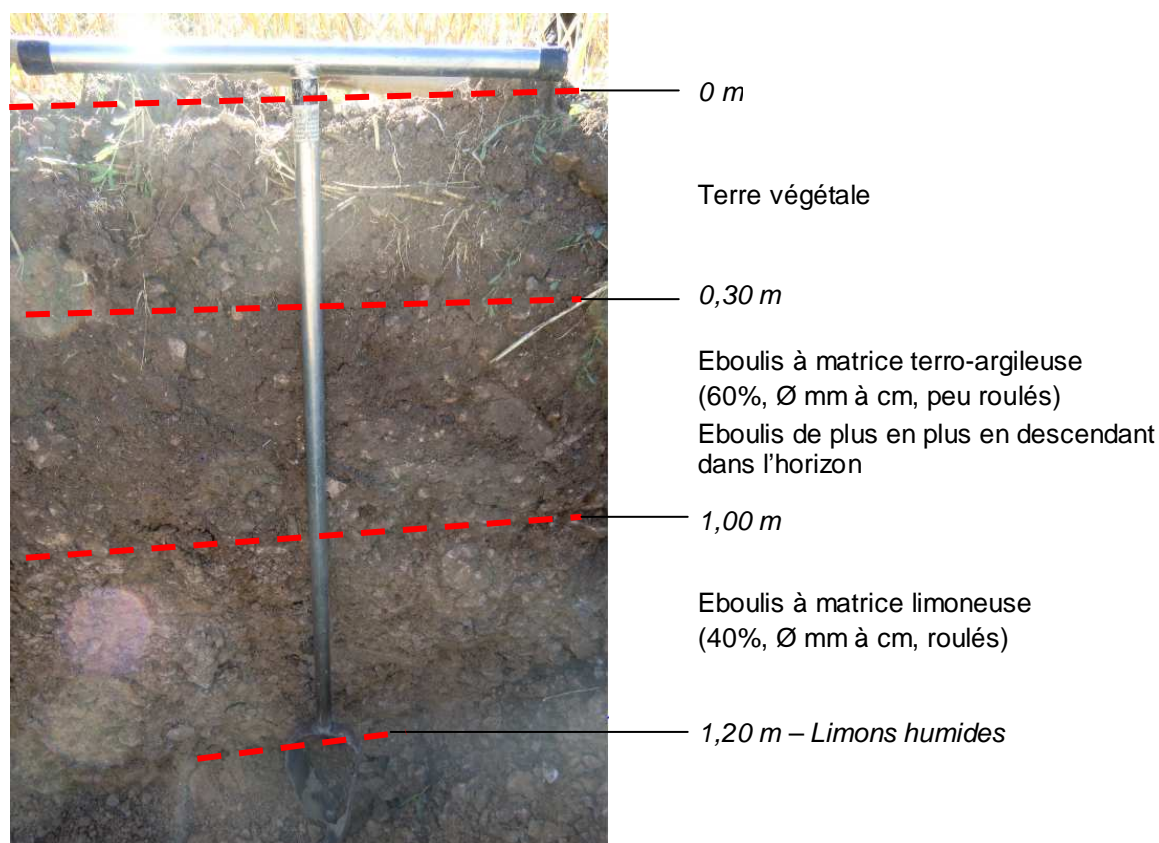 0 m
Terre végétale
0,30 m
Eboulis à matrice terro-argileuse
(60%, Ø mm à cm, peu roulés)
Eboulis de plus en plus en descendant
dans l'horizon
1,00 m
Eboulis à matrice limoneuse
(40%, Ø mm à cm, roulés)
1,20 m – Limons humides